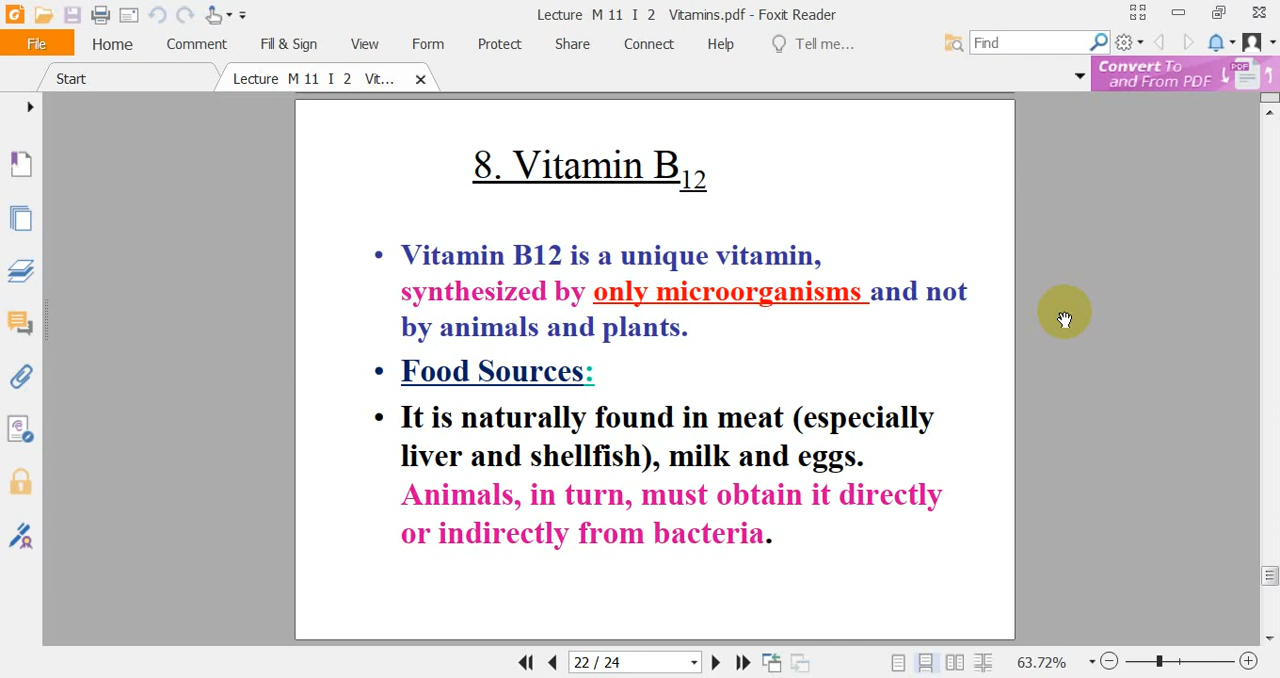 Lecture M 11 I 2 Vitamins.pdf - Foxit Reader
File Home Comment Fill & Sign View Form Protect Share Connect Help Tell me... Find
Start Lecture M 11 I 2 Vit... Convert To
and From PDF PDF
8. Vitamin B12
• Vitamin B12 is a unique vitamin,
synthesized by only microorganisms and not
by animals and plants.
• Food Sources:
• It is naturally found in meat (especially
liver and shellfish), milk and eggs.
Animals, in turn, must obtain it directly
or indirectly from bacteria.
22 / 24 63.72%